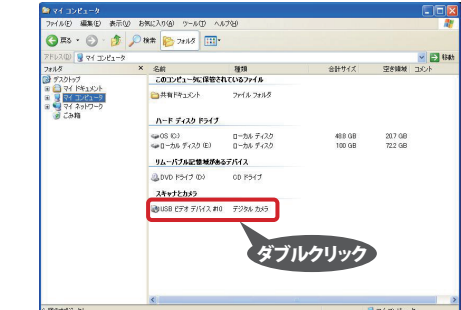 マイ コンピュータ
ファイル(F) 編集(E) 表示(V) お気に入り(A) ツール(T) ヘルプ(H)
戻る 検索 フォルダ
アドレス(D) マイ コンピュータ 移動
フォルダ × 名前 種類 合計サイズ 空き領域 コメント
デスクトップ
マイ ドキュメント
マイ コンピュータ
マイ ネットワーク
ごみ箱
このコンピュータに保管されているファイル
共有ドキュメント ファイル フォルダ
ハード ディスク ドライブ
OS (C:) ローカル ディスク 48.8 GB 20.7 GB
ローカル ディスク (E:) ローカル ディスク 100 GB 72.2 GB
リムーバブル記憶域があるデバイス
DVD ドライブ (D:) CD ドライブ
スキャナとカメラ
USB ビデオ デバイス #10 デジタル カメラ
ダブルクリック